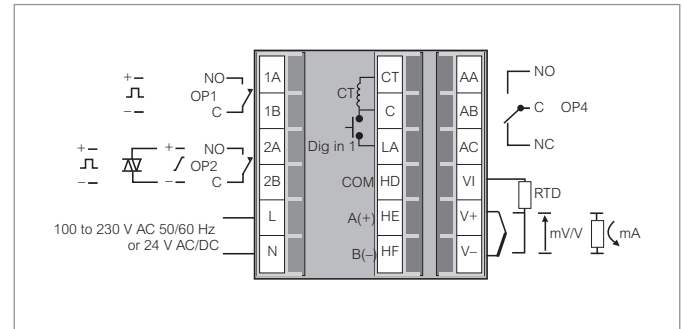 +
–
NO
OP1
C
1A
1B
+
–
NO
OP2
C
2A
2B
100 to 230 V AC 50/60 Hz
or 24 V AC/DC
L
N
CT
Dig in 1
COM
A(+)
B(–)
CT
C
LA
HD
HE
HF
AA
AB
AC
VI
V+
V–
NO
C OP4
NC
RTD
mV/V
mA